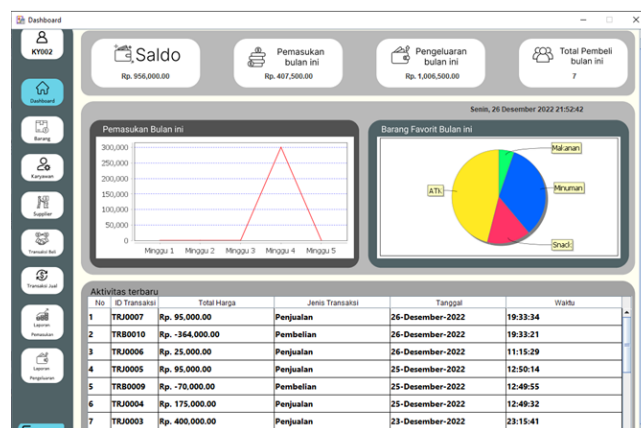 Dashboard
KY002
Dashboard
Barang
Karyawan
Supplier
Transaksi Beli
Transaksi Jual
Laporan
Pemasukan
Laporan
Pengeluaran
Saldo
Rp. 956,000.00
Pemasukan
bulan ini
Rp. 407,500.00
Pengeluaran
bulan ini
Rp. 1,006,500.00
Total Pembeli
bulan ini
7
Senin, 26 Desember 2022 21:52:42
Pemasukan Bulan ini
300,000
250,000
200,000
150,000
100,000
50,000
0
Minggu 1 Minggu 2 Minggu 3 Minggu 4 Minggu 5
Barang Favorit Bulan ini
Makanan
ATK
Minuman
Snack
Aktivitas terbaru
No ID Transaksi Total Harga Jenis Transaksi Tanggal Waktu
1 TRJ0007 Rp. 95,000.00 Penjualan 26-Desember-2022 19:33:34
2 TRB0010 Rp. -364,000.00 Pembelian 26-Desember-2022 19:33:21
3 TRJ0006 Rp. 25,000.00 Penjualan 26-Desember-2022 11:15:29
4 TRJ0005 Rp. 95,000.00 Penjualan 25-Desember-2022 12:50:14
5 TRB0009 Rp. -70,000.00 Pembelian 25-Desember-2022 12:49:55
6 TRJ0004 Rp. 175,000.00 Penjualan 25-Desember-2022 12:49:32
7 TRJ0003 Rp. 400,000.00 Penjualan 23-Desember-2022 23:15:41